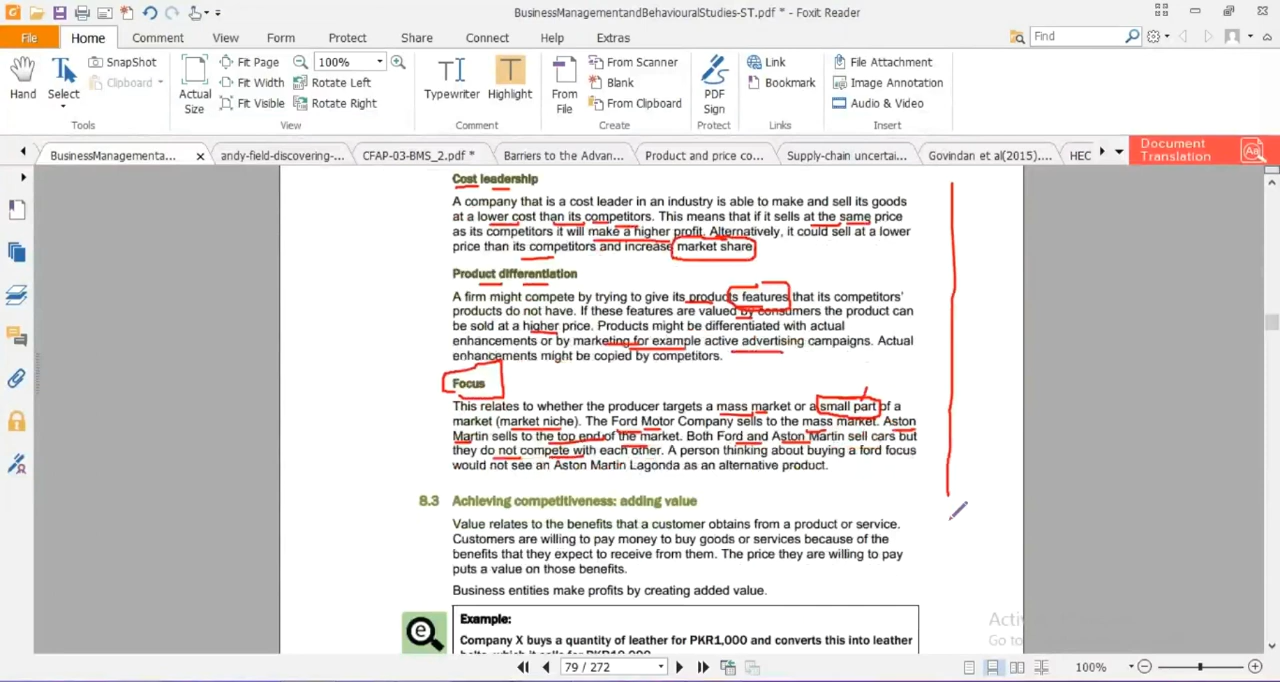 BusinessManagementandBehaviouralStudies-ST.pdf * - Foxit Reader
File Home Comment View Form Protect Share Connect Help Extras Find
Hand
Select
SnapShot
Clipboard
Tools
Actual Size
Fit Page
Fit Width
Fit Visible
100%
Rotate Left
Rotate Right
View
Typewriter
Highlight
Comment
From File
From Scanner
Blank
From Clipboard
Create
PDF Sign
Protect
Link
Bookmark
Links
File Attachment
Image Annotation
Audio & Video
Insert
BusinessManagementa... andy-field-discovering-... CFAP-03-BMS_2.pdf * Barriers to the Advan... Product and price co... Supply-chain uncertai... Govindan et al(2015).... HEC
Document Translation
Cost leadership
A company that is a cost leader in an industry is able to make and sell its goods
at a lower cost than its competitors. This means that if it sells at the same price
as its competitors it will make a higher profit. Alternatively, it could sell at a lower
price than its competitors and increase market share
Product differentiation
A firm might compete by trying to give its products features that its competitors'
products do not have. If these features are valued by consumers the product can
be sold at a higher price. Products might be differentiated with actual
enhancements or by marketing for example active advertising campaigns. Actual
enhancements might be copied by competitors.
Focus
This relates to whether the producer targets a mass market or a small part of a
market (market niche). The Ford Motor Company sells to the mass market. Aston
Martin sells to the top end of the market. Both Ford and Aston Martin sell cars but
they do not compete with each other. A person thinking about buying a ford focus
would not see an Aston Martin Lagonda as an alternative product.
8.3 Achieving competitiveness: adding value
Value relates to the benefits that a customer obtains from a product or service.
Customers are willing to pay money to buy goods or services because of the
benefits that they expect to receive from them. The price they are willing to pay
puts a value on those benefits.
Business entities make profits by creating added value.
Example:
Company X buys a quantity of leather for PKR1,000 and converts this into leather
79 / 272
100%